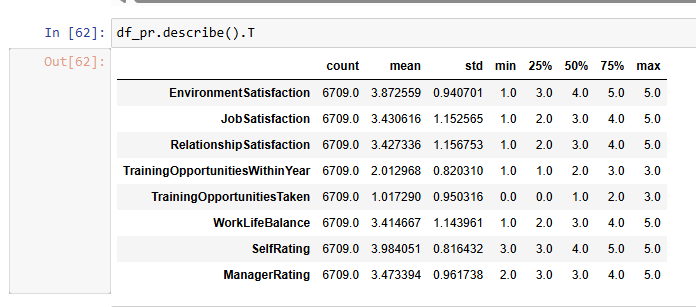 In [62]: df_pr.describe().T
Out[62]:
count mean std min 25% 50% 75% max
EnvironmentSatisfaction 6709.0 3.872559 0.940701 1.0 3.0 4.0 5.0 5.0
JobSatisfaction 6709.0 3.430616 1.152565 1.0 2.0 3.0 4.0 5.0
RelationshipSatisfaction 6709.0 3.427336 1.156753 1.0 2.0 3.0 4.0 5.0
TrainingOpportunitiesWithinYear 6709.0 2.012968 0.820310 1.0 1.0 2.0 3.0 3.0
TrainingOpportunitiesTaken 6709.0 1.017290 0.950316 0.0 0.0 1.0 2.0 3.0
WorkLifeBalance 6709.0 3.414667 1.143961 1.0 2.0 3.0 4.0 5.0
SelfRating 6709.0 3.984051 0.816432 3.0 3.0 4.0 5.0 5.0
ManagerRating 6709.0 3.473394 0.961738 2.0 3.0 3.0 4.0 5.0